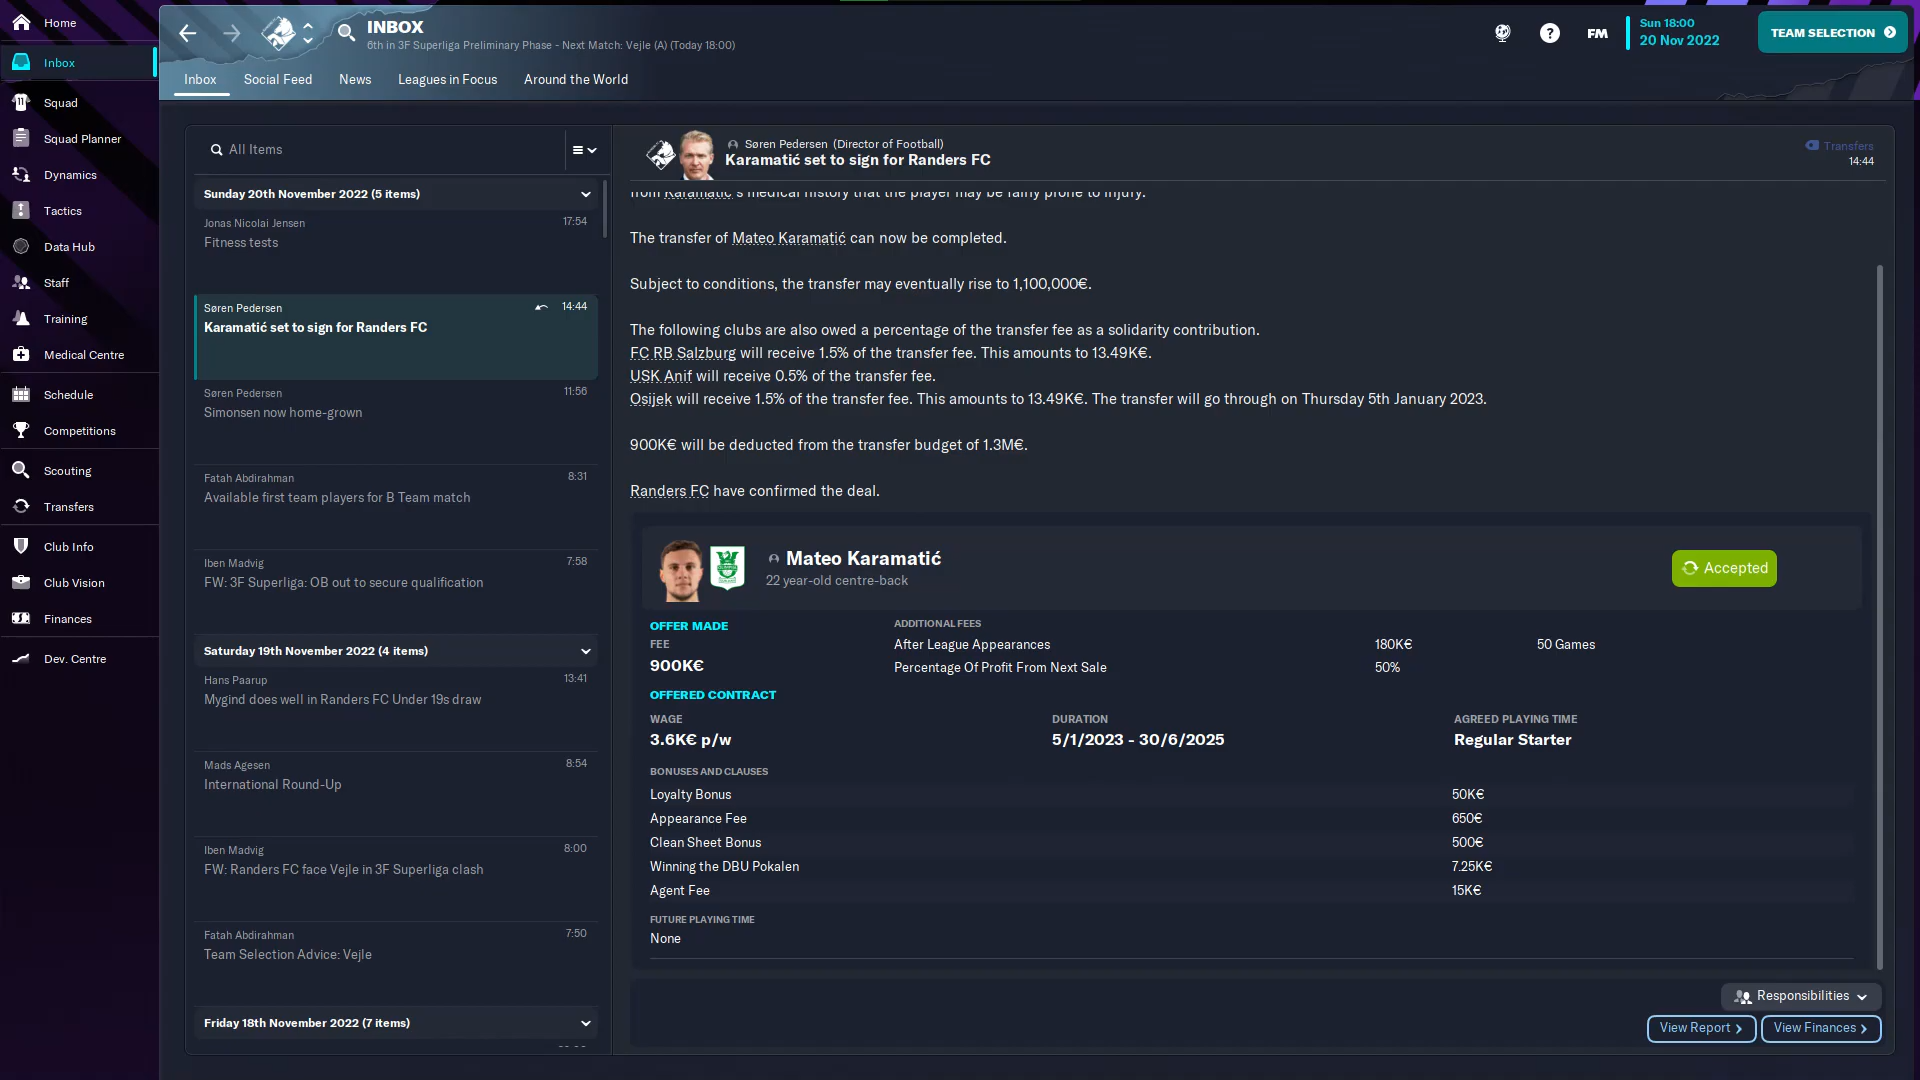 Home
Inbox
Squad
Squad Planner
Dynamics
Tactics
Data Hub
Staff
Training
Medical Centre
Schedule
Competitions
Scouting
Transfers
Club Info
Club Vision
Finances
Dev. Centre
INBOX
6th in 3F Superliga Preliminary Phase - Next Match: Vejle (A) (Today 18:00)
?
FM
Sun 18:00
20 Nov 2022
TEAM SELECTION
Inbox Social Feed News Leagues in Focus Around the World
All Items
Sunday 20th November 2022 (5 items)
Jonas Nicolai Jensen 17:54
Fitness tests
Søren Pedersen 14:44
Karamatić set to sign for Randers FC
Søren Pedersen 11:56
Simonsen now home-grown
Fatah Abdirahman 8:31
Available first team players for B Team match
Iben Madvig 7:58
FW: 3F Superliga: OB out to secure qualification
Saturday 19th November 2022 (4 items)
Hans Paarup 13:41
Mygind does well in Randers FC Under 19s draw
Mads Agesen 8:54
International Round-Up
Iben Madvig 8:00
FW: Randers FC face Vejle in 3F Superliga clash
Fatah Abdirahman 7:50
Team Selection Advice: Vejle
Friday 18th November 2022 (7 items)
Søren Pedersen (Director of Football)
Karamatić set to sign for Randers FC
Transfers
14:44
from Karamatić's medical history that the player may be fairly prone to injury.
The transfer of Mateo Karamatić can now be completed.
Subject to conditions, the transfer may eventually rise to 1,100,000€.
The following clubs are also owed a percentage of the transfer fee as a solidarity contribution.
FC RB Salzburg will receive 1.5% of the transfer fee. This amounts to 13.49K€.
USK Anif will receive 0.5% of the transfer fee.
Osijek will receive 1.5% of the transfer fee. This amounts to 13.49K€. The transfer will go through on Thursday 5th January 2023.
900K€ will be deducted from the transfer budget of 1.3M€.
Randers FC have confirmed the deal.
Mateo Karamatić
22 year-old centre-back
Accepted
OFFER MADE
FEE
900K€
ADDITIONAL FEES
After League Appearances 180K€ 50 Games
Percentage Of Profit From Next Sale 50%
OFFERED CONTRACT
WAGE DURATION AGREED PLAYING TIME
3.6K€ p/w 5/1/2023 - 30/6/2025 Regular Starter
BONUSES AND CLAUSES
Loyalty Bonus 50K€
Appearance Fee 650€
Clean Sheet Bonus 500€
Winning the DBU Pokalen 7.25K€
Agent Fee 15K€
FUTURE PLAYING TIME
None
Responsibilities
View Report View Finances